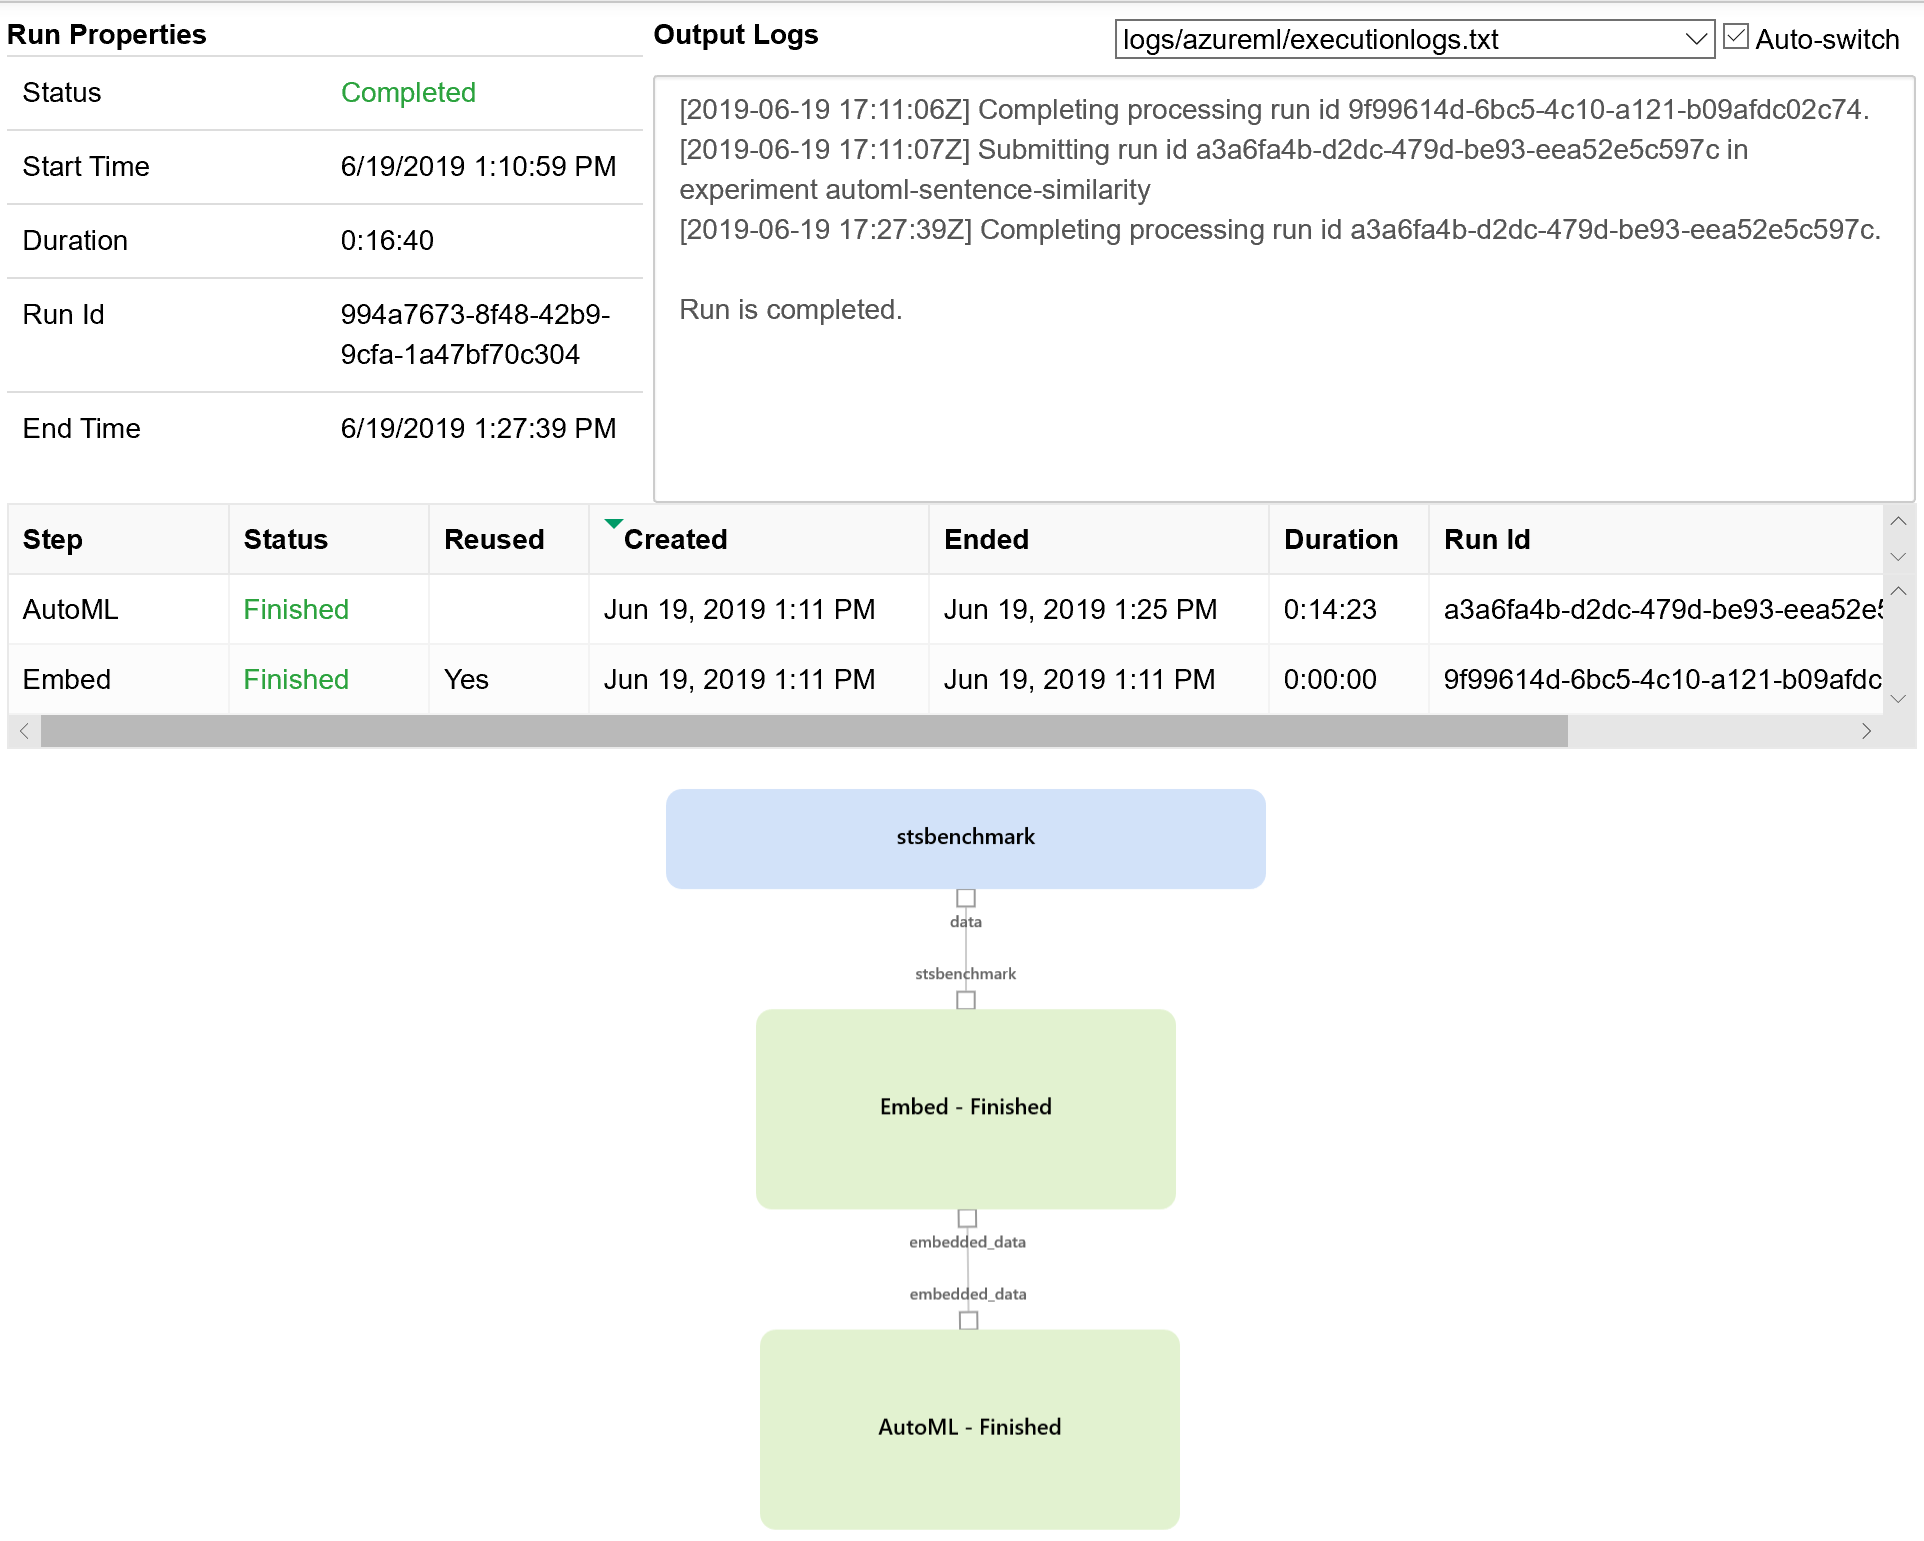 Run Properties
Status Completed
Start Time 6/19/2019 1:10:59 PM
Duration 0:16:40
Run Id 994a7673-8f48-42b9-
9cfa-1a47bf70c304
End Time 6/19/2019 1:27:39 PM
Output Logs logs/azureml/executionlogs.txt Auto-switch
[2019-06-19 17:11:06Z] Completing processing run id 9f99614d-6bc5-4c10-a121-b09afdc02c74.
[2019-06-19 17:11:07Z] Submitting run id a3a6fa4b-d2dc-479d-be93-eea52e5c597c in
experiment automl-sentence-similarity
[2019-06-19 17:27:39Z] Completing processing run id a3a6fa4b-d2dc-479d-be93-eea52e5c597c.
Run is completed.
Step Status Reused Created Ended Duration Run Id
AutoML Finished Jun 19, 2019 1:11 PM Jun 19, 2019 1:25 PM 0:14:23 a3a6fa4b-d2dc-479d-be93-eea52e5
Embed Finished Yes Jun 19, 2019 1:11 PM Jun 19, 2019 1:11 PM 0:00:00 9f99614d-6bc5-4c10-a121-b09afdc
stsbenchmark
data
stsbenchmark
Embed - Finished
embedded_data
embedded_data
AutoML - Finished